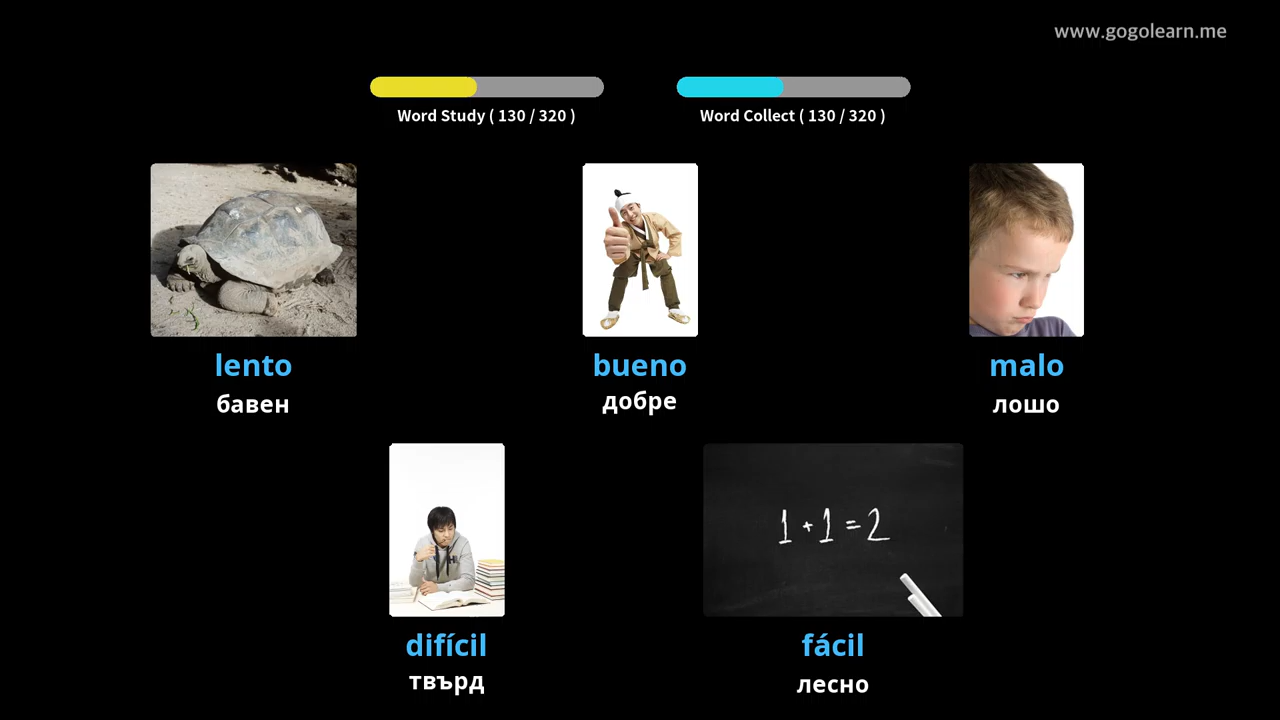 www.gogolearn.me
Word Study ( 130 / 320 )
Word Collect ( 130 / 320 )
lento
бавен
bueno
добре
malo
лошо
1 + 1 = 2
difícil
твърд
fácil
лесно